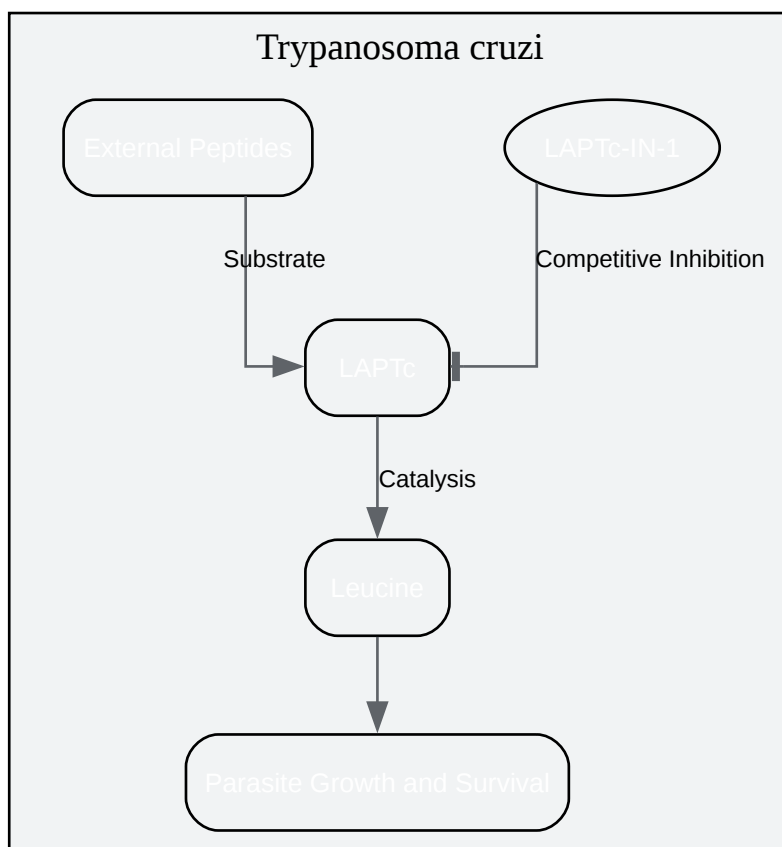 Trypanosoma cruzi
External Peptides
LAPTc-IN-1
Substrate
Competitive Inhibition
LAPTc
Catalysis
Leucine
Parasite Growth and Survival